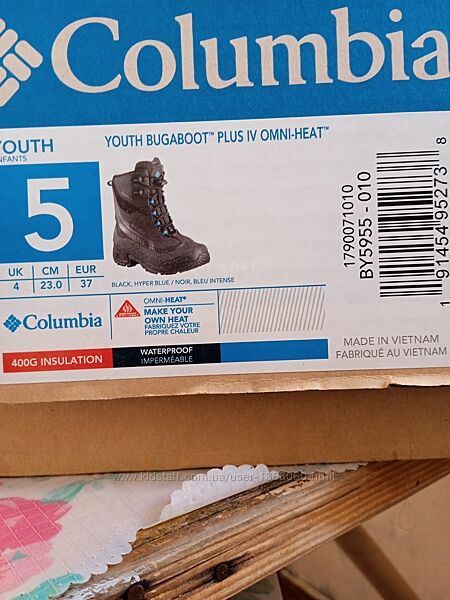 Columbia
YOUTH
YOUTH BUGABOOT™ PLUS IV OMNI-HEAT™
5
UK CM EUR
4 23.0 37
BLACK, HYPER BLUE / NOIR, BLEU INTENSE
Columbia
OMNI-HEAT®
MAKE YOUR
OWN HEAT
FABRIQUEZ VOTRE
PROPRE CHALEUR
400G INSULATION
WATERPROOF
IMPERMÉABLE
MADE IN VIETNAM
FABRIQUÉ AU VIETNAM
1790071010
BY5955 - 010
1 91454 95273 8